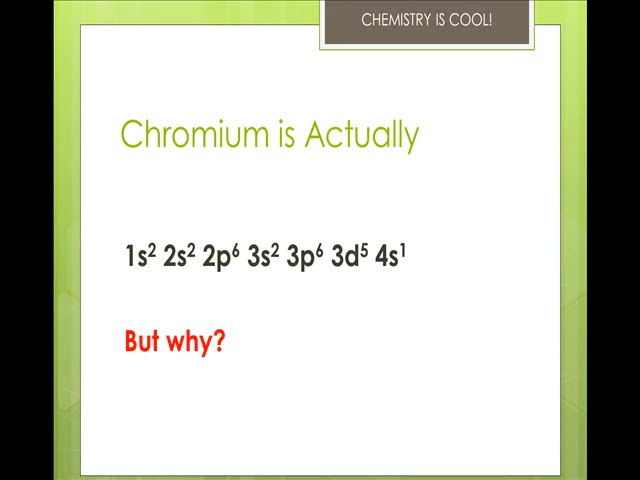 CHEMISTRY IS COOL!
Chromium is Actually
1s² 2s² 2p⁶ 3s² 3p⁶ 3d⁵ 4s¹
But why?